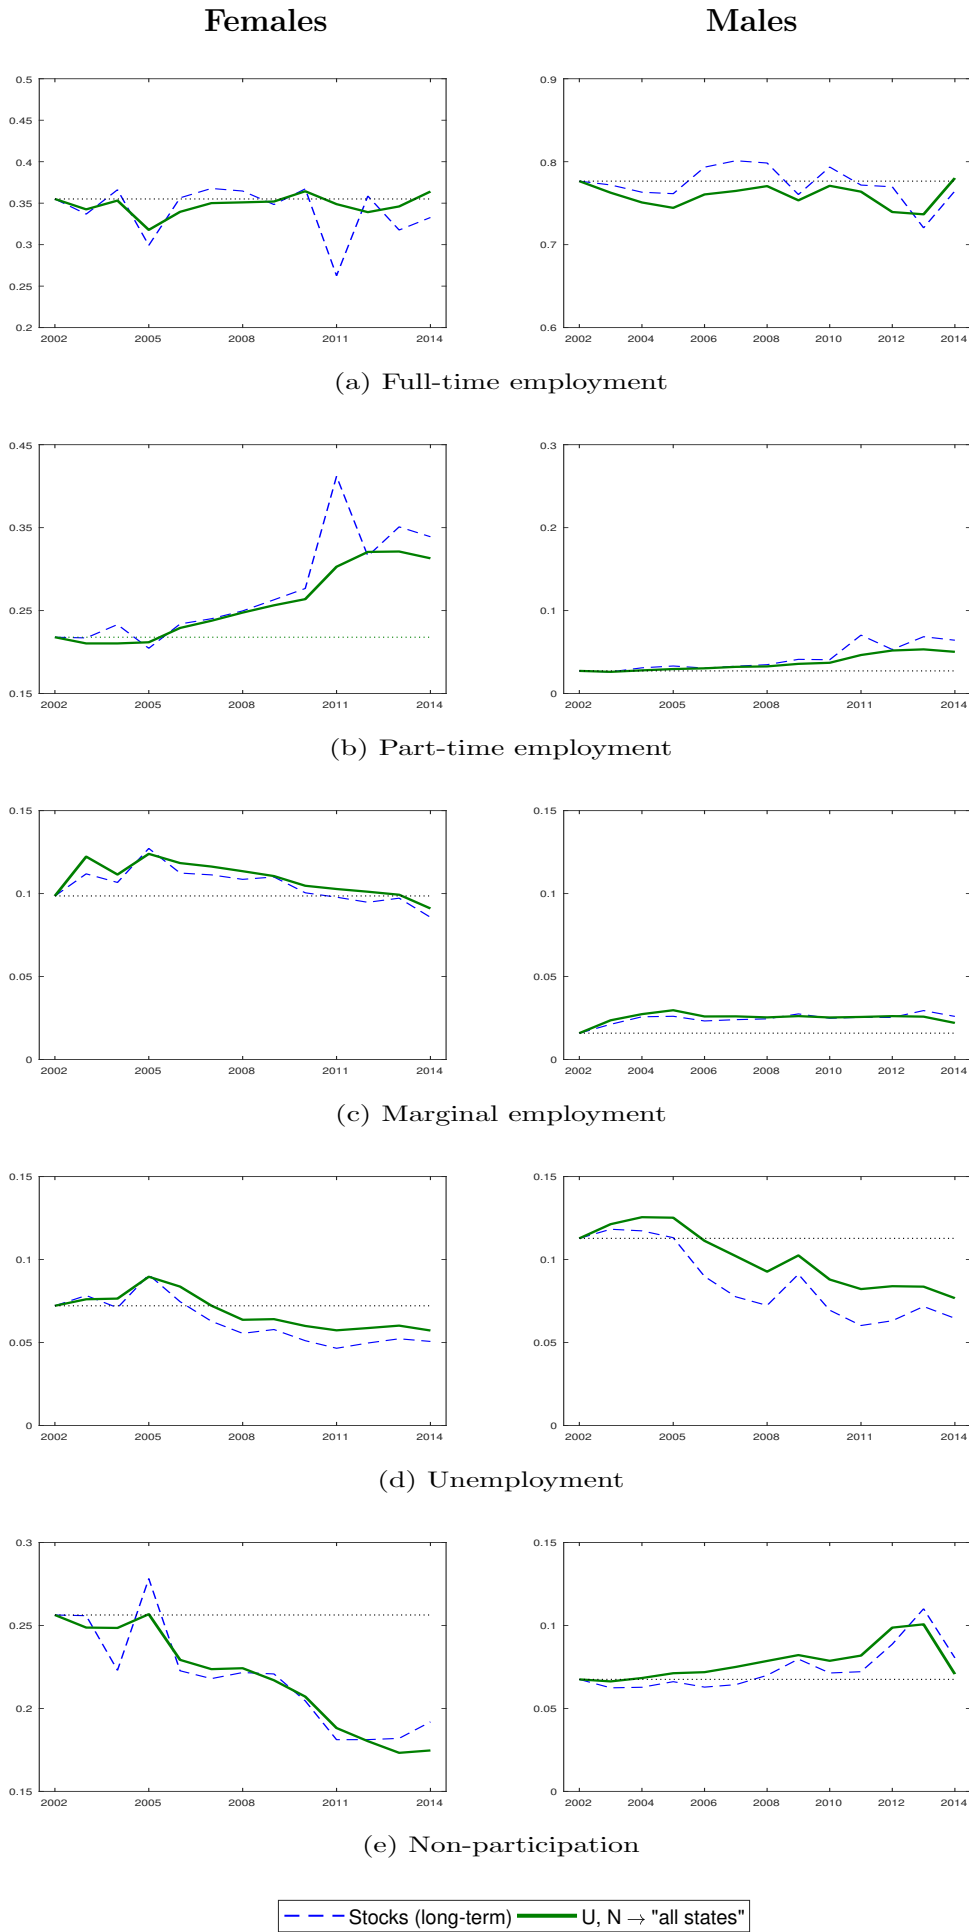 Females Males
0.5
0.45
0.4
0.35
0.3
0.25
0.2
2002 2005 2008 2011 2014
0.9
0.8
0.7
0.6
2002 2004 2006 2008 2010 2012 2014
(a) Full-time employment
0.45
0.35
0.25
0.15
2002 2005 2008 2011 2014
0.3
0.2
0.1
0
2002 2005 2008 2011 2014
(b) Part-time employment
0.15
0.1
0.05
0
2002 2005 2008 2011 2014
0.15
0.1
0.05
0
2002 2004 2006 2008 2010 2012 2014
(c) Marginal employment
0.15
0.1
0.05
0
2002 2005 2008 2011 2014
0.15
0.1
0.05
0
2002 2005 2008 2011 2014
(d) Unemployment
0.3
0.25
0.2
0.15
2002 2005 2008 2011 2014
0.15
0.1
0.05
0
2002 2004 2006 2008 2010 2012 2014
(e) Non-participation
Stocks (long-term) U, N → "all states"